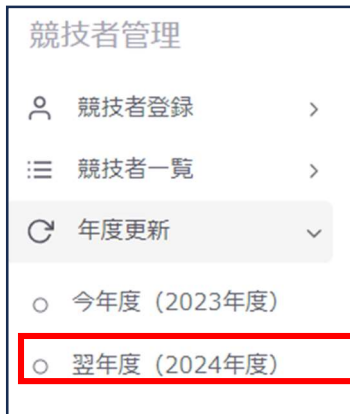 競技者管理
競技者登録
競技者一覧
年度更新
今年度（2023年度）
翌年度（2024年度）